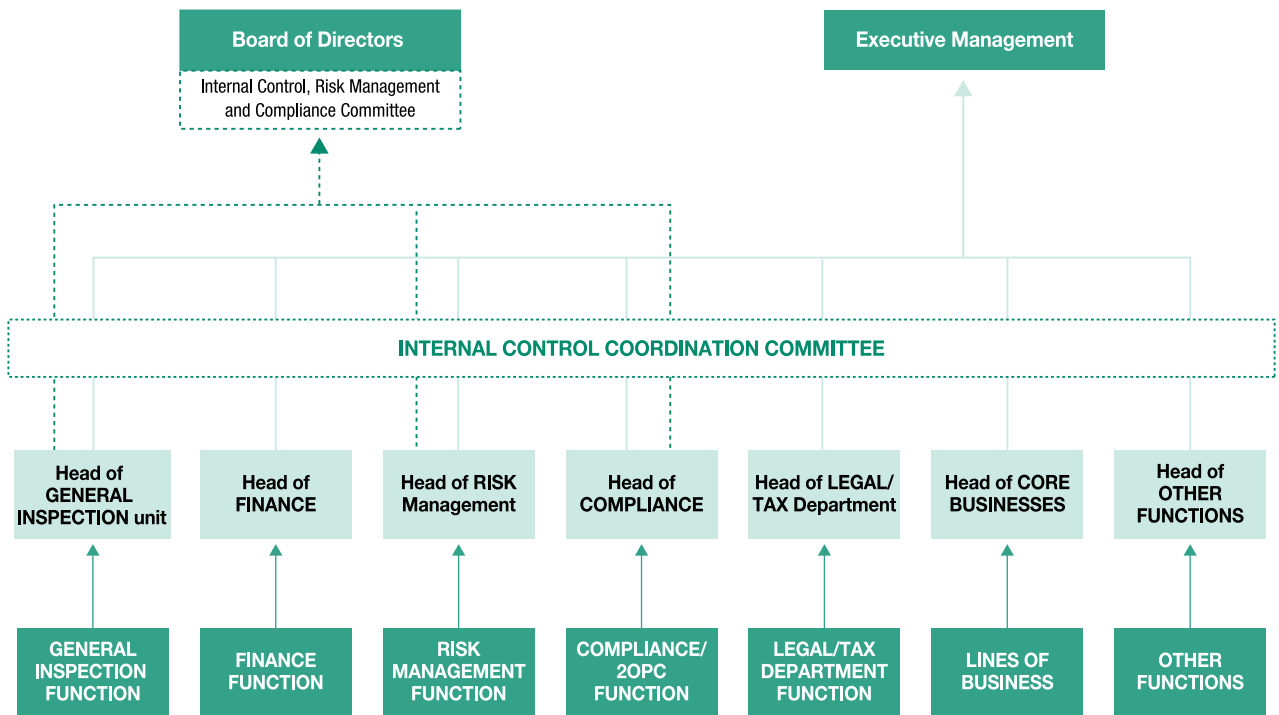 Board of Directors
Internal Control, Risk Management
and Compliance Committee
Executive Management
INTERNAL CONTROL COORDINATION COMMITTEE
Head of
GENERAL
INSPECTION unit
Head of
FINANCE
Head of RISK
Management
Head of
COMPLIANCE
Head of LEGAL/
TAX Department
Head of CORE
BUSINESSES
Head of
OTHER
FUNCTIONS
GENERAL
INSPECTION
FUNCTION
FINANCE
FUNCTION
RISK
MANAGEMENT
FUNCTION
COMPLIANCE/
2OPC
FUNCTION
LEGAL/TAX
DEPARTMENT
FUNCTION
LINES OF
BUSINESS
OTHER
FUNCTIONS